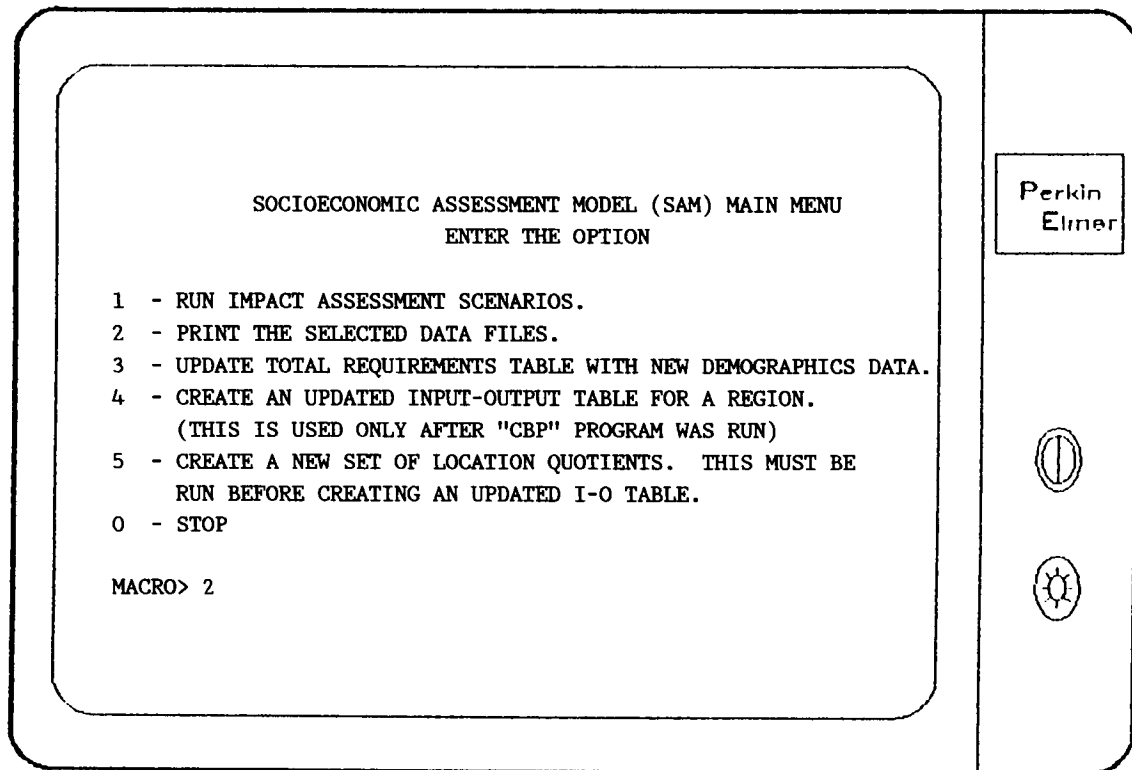 SOCIOECONOMIC ASSESSMENT MODEL (SAM) MAIN MENU
ENTER THE OPTION
1 - RUN IMPACT ASSESSMENT SCENARIOS.
2 - PRINT THE SELECTED DATA FILES.
3 - UPDATE TOTAL REQUIREMENTS TABLE WITH NEW DEMOGRAPHICS DATA.
4 - CREATE AN UPDATED INPUT-OUTPUT TABLE FOR A REGION.
(THIS IS USED ONLY AFTER "CBP" PROGRAM WAS RUN)
5 - CREATE A NEW SET OF LOCATION QUOTIENTS. THIS MUST BE
RUN BEFORE CREATING AN UPDATED I-O TABLE.
0 - STOP
MACRO> 2
Perkin
Elmer